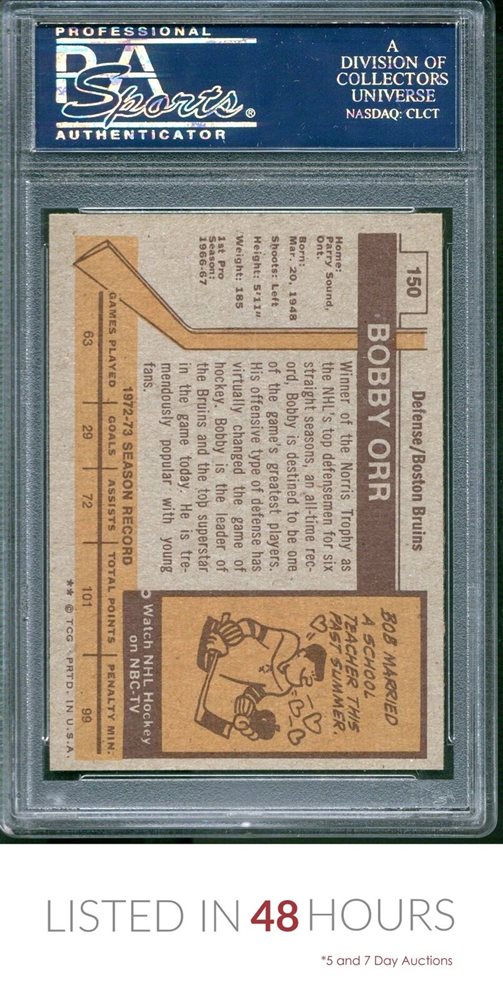 PROFESSIONAL
PSA
Sports®
AUTHENTICATOR
A
DIVISION OF
COLLECTORS
UNIVERSE
NASDAQ: CLCT
150
Defense/Boston Bruins
BOBBY ORR
Home:
Parry Sound,
Ont.
Born:
Mar. 20, 1948
Shoots: Left
Height: 5'11"
Weight: 185
1st Pro
Season:
1966-67
Winner of the Norris Trophy as
the NHL's top defensemen for six
straight seasons, an all-time rec-
ord, Bobby is destined to be one
of the game's greatest players.
His offensive type of defense has
virtually changed the game of
hockey. Bobby is the leader of
the Bruins and the top superstar
in the game today. He is tre-
mendously popular with young
fans.
BOB MARRIED
A SCHOOL
TEACHER THIS
PAST SUMMER.
Watch NHL Hockey
on NBC-TV
1972-73 SEASON RECORD
GAMES PLAYED GOALS ASSISTS TOTAL POINTS PENALTY MIN.
63 29 72 101 99
** © T.C.G. PRTD. IN U.S.A.
LISTED IN 48 HOURS
*5 and 7 Day Auctions